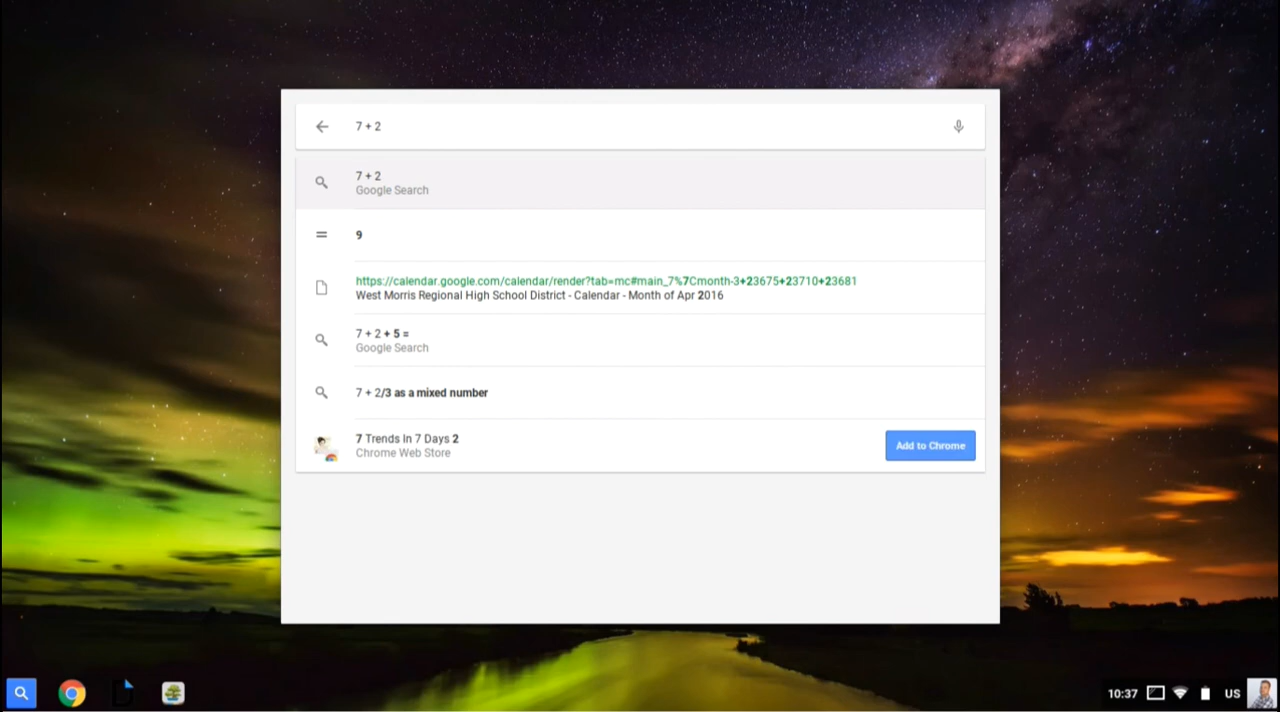 7 + 2
7 + 2
Google Search
9
https://calendar.google.com/calendar/render?tab=mc#main_7%7Cmonth-3+23675+23710+23681
West Morris Regional High School District - Calendar - Month of Apr 2016
7 + 2 + 5 =
Google Search
7 + 2/3 as a mixed number
7 Trends In 7 Days 2
Chrome Web Store
Add to Chrome
10:37
US